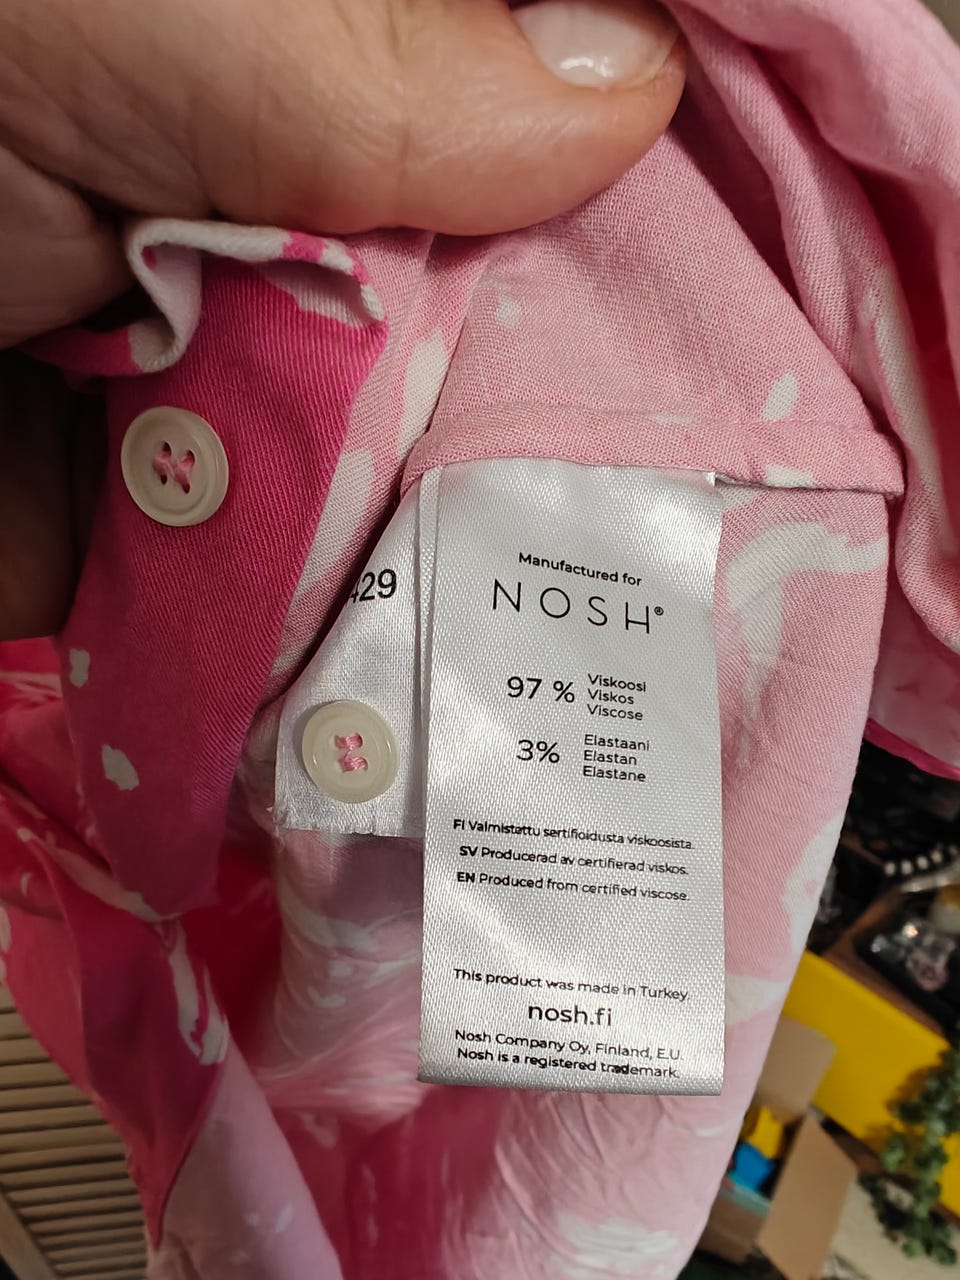 Manufactured for
NOSH®
97 % Viskoosi
Viskos
Viscose
3% Elastaani
Elastan
Elastane
FI Valmistettu sertifioidusta viskoosista.
SV Producerad av certifierad viskos.
EN Produced from certified viscose.
This product was made in Turkey.
nosh.fi
Nosh Company Oy, Finland, E.U.
Nosh is a registered trademark.